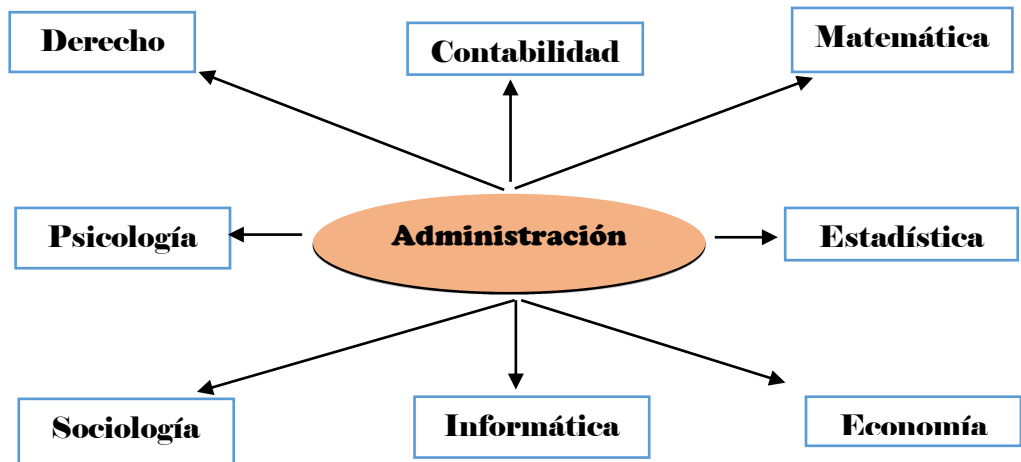 Derecho
Contabilidad
Matemática
Psicología
Administración
Estadística
Sociología
Informática
Economía